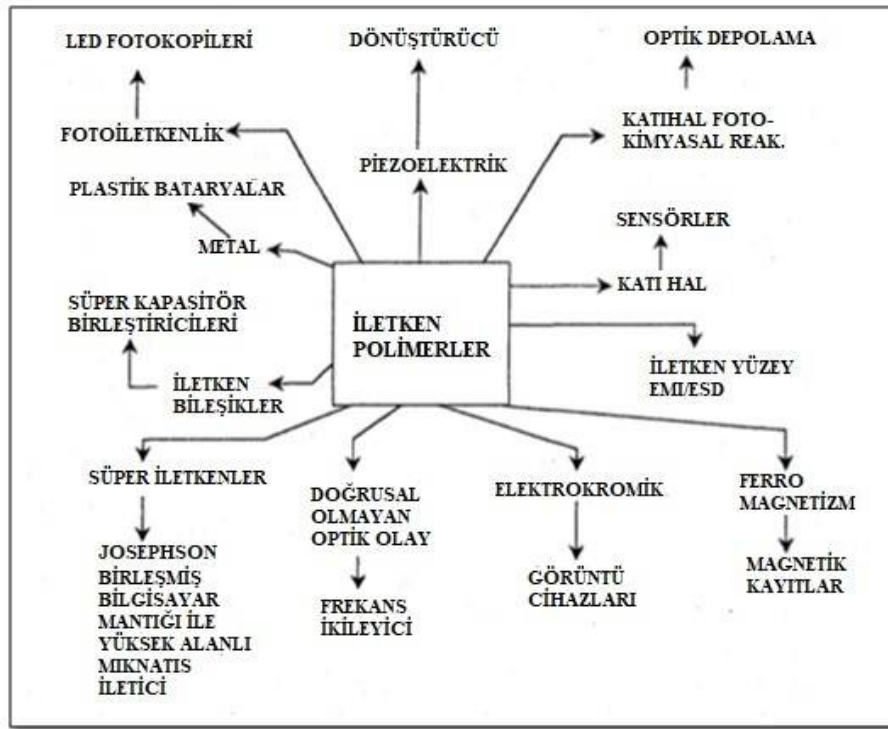 LED FOTOKOPİLERİ
DÖNÜŞTÜRÜCÜ
OPTİK DEPOLAMA
FOTOİLETKENLİK
PİEZOELEKTRİK
KATIHAL FOTO-
KİMYASAL REAK.
PLASTİK BATARYALAR
METAL
SENSÖRLER
KATI HAL
SÜPER KAPASİTÖR
BİRLEŞTİRİCİLERİ
İLETKEN
POLİMERLER
İLETKEN YÜZEY
EMI/ESD
İLETKEN
BİLEŞİKLER
SÜPER İLETKENLER
DOĞRUSAL
OLMAYAN
OPTİK OLAY
ELEKTROKROMİK
FERRO
MAGNETİZM
JOSEPHSON
BİRLEŞMİŞ
BİLGİSAYAR
MANTIĞI İLE
YÜKSEK ALANLI
MIKNATIS
İLETİCİ
FREKANS
İKİLEYİCİ
GÖRÜNTÜ
CİHAZLARI
MAGNETİK
KAYITLAR